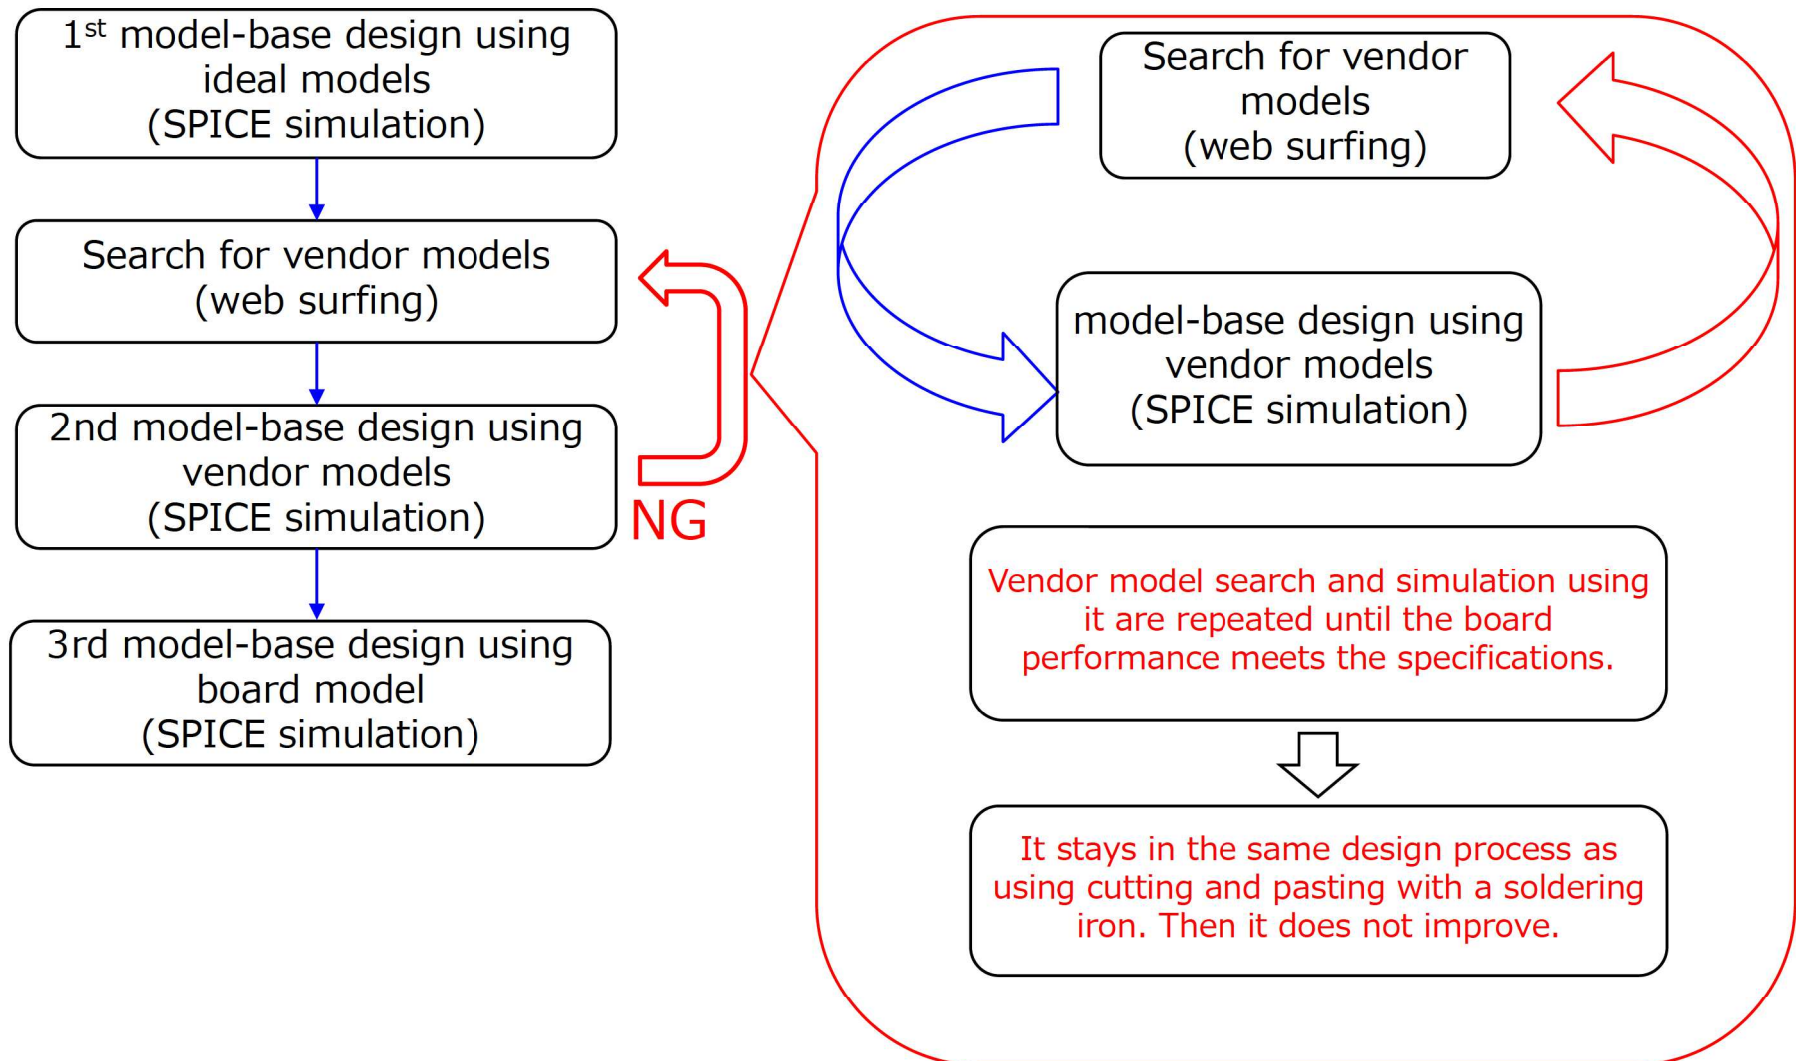 1st model-base design using
ideal models
(SPICE simulation)
Search for vendor models
(web surfing)
2nd model-base design using
vendor models
(SPICE simulation)
NG
3rd model-base design using
board model
(SPICE simulation)
Search for vendor
models
(web surfing)
model-base design using
vendor models
(SPICE simulation)
Vendor model search and simulation using
it are repeated until the board
performance meets the specifications.
It stays in the same design process as
using cutting and pasting with a soldering
iron. Then it does not improve.